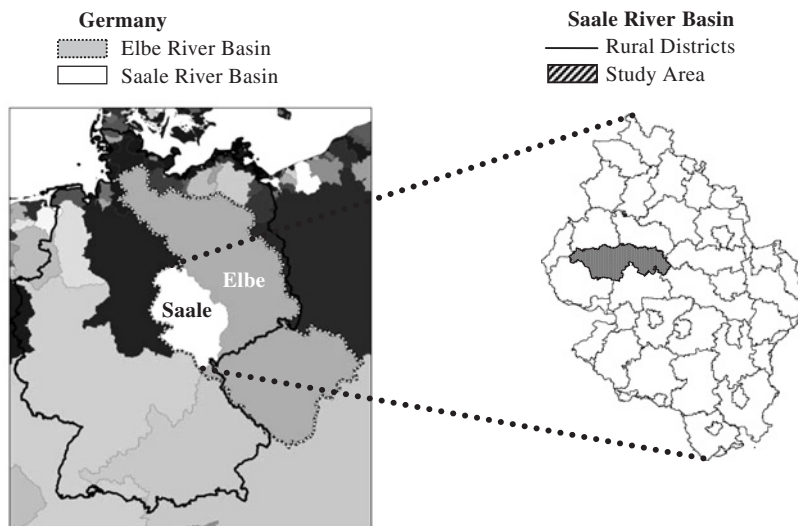 Germany
Elbe River Basin
Saale River Basin
Saale River Basin
Rural Districts
Study Area
Elbe
Saale